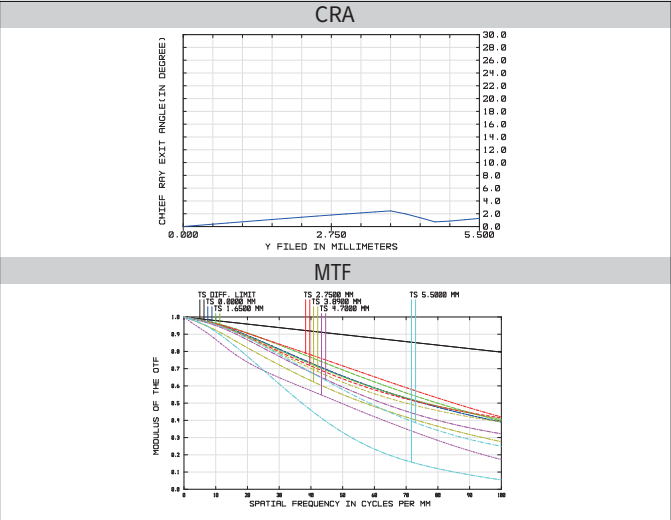 CRA
30.0
28.0
26.0
24.0
22.0
20.0
18.0
16.0
14.0
12.0
10.0
8.0
6.0
4.0
2.0
0.0
CHIEF RAY EXIT ANGLE(IN DEGREE)
0.000 2.750 5.500
Y FILED IN MILLIMETERS
MTF
TS DIFF. LIMIT TS 2.7500 MM TS 5.5000 MM
TS 0.0000 MM TS 3.8900 MM
TS 1.6500 MM TS 4.7000 MM
1.0
0.9
0.8
0.7
0.6
0.5
0.4
0.3
0.2
0.1
0.0
MODULUS OF THE OTF
0 10 20 30 40 50 60 70 80 90 100
SPATIAL FREQUENCY IN CYCLES PER MM